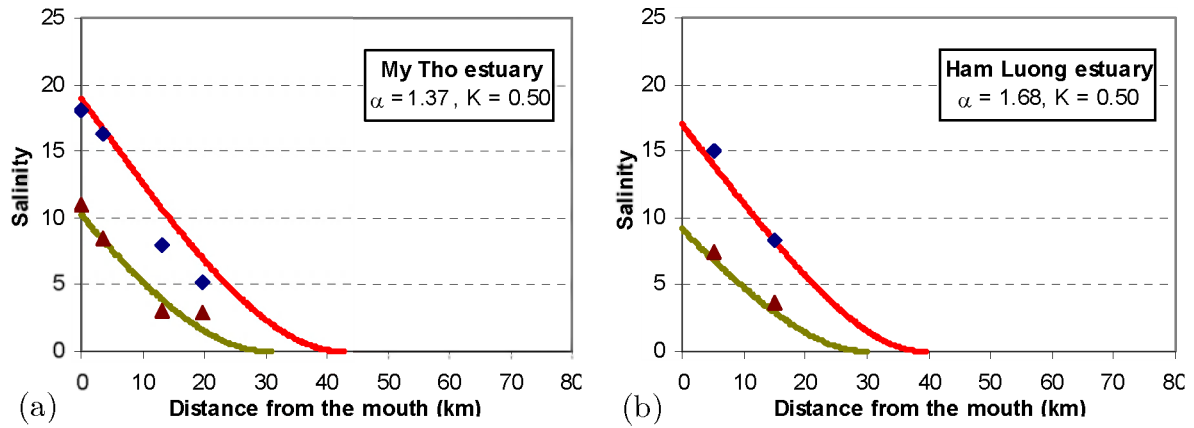 25
20
15
10
5
0
Salinity
My Tho estuary
α = 1.37 , K = 0.50
0 10 20 30 40 50 60 70 80
Distance from the mouth (km)
(a)
25
20
15
10
5
0
Salinity
Ham Luong estuary
α = 1.68, K = 0.50
0 10 20 30 40 50 60 70 80
Distance from the mouth (km)
(b)